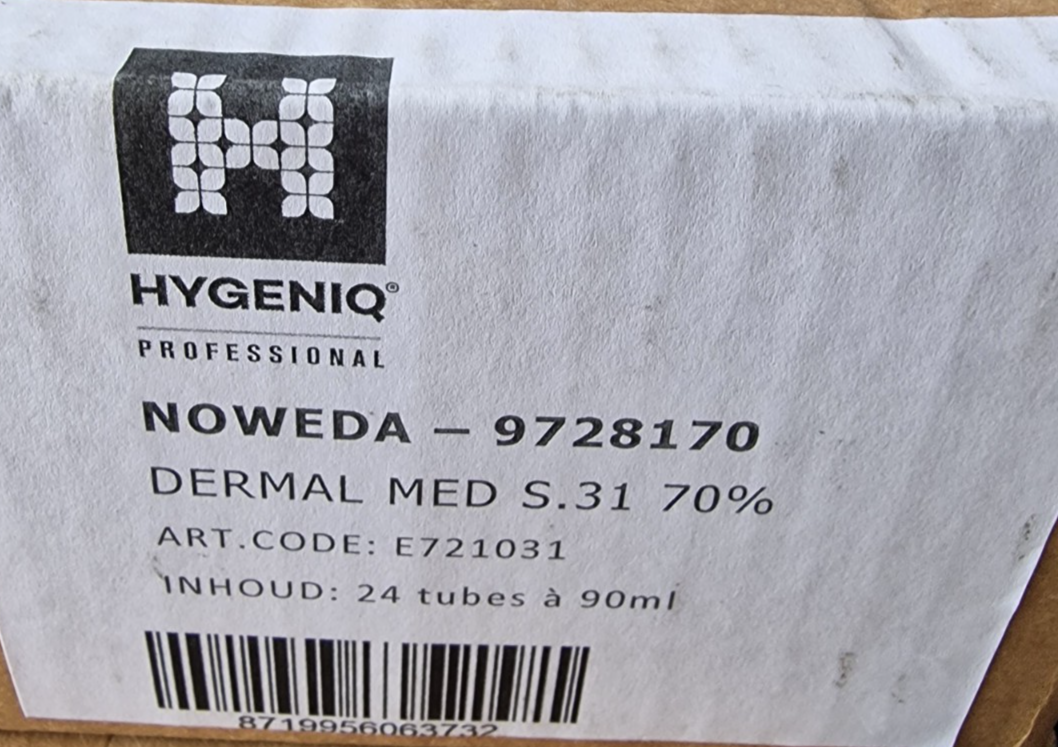 HYGENIQ®
PROFESSIONAL
NOWEDA – 9728170
DERMAL MED S.31 70%
ART.CODE: E721031
INHOUD: 24 tubes à 90ml
8719956063732